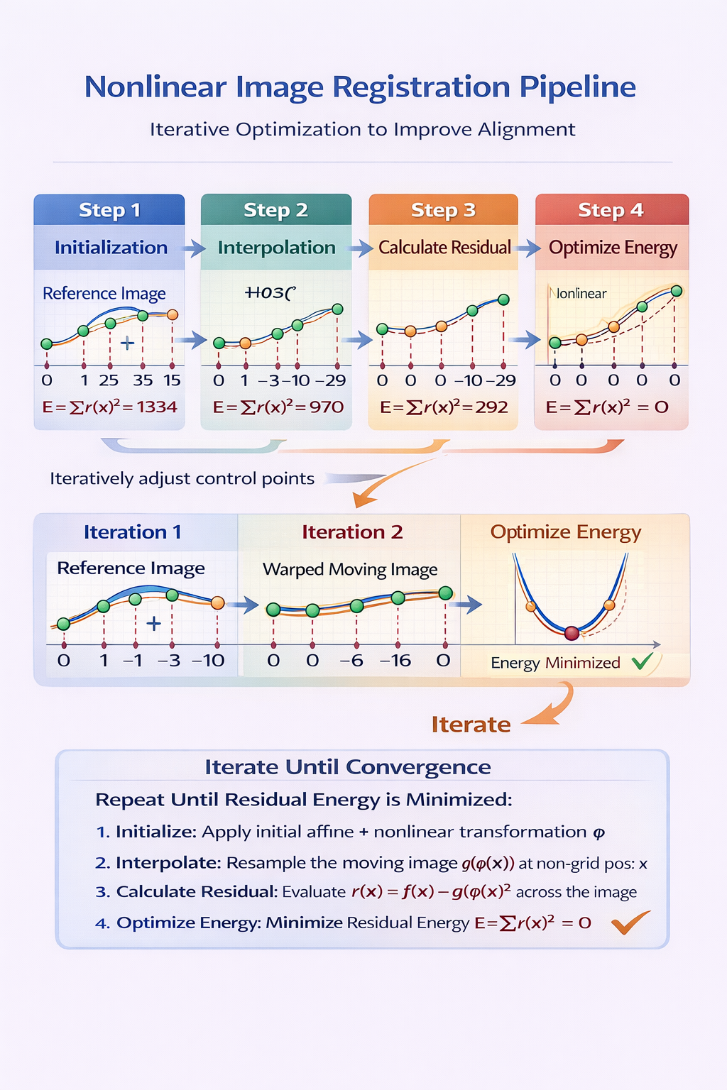 Nonlinear Image Registration Pipeline
Iterative Optimization to Improve Alignment
Step 1
Initialization
Reference Image
+
0 1 25 35 15
E=∑r(x)²=1334
Step 2
Interpolation
0 1 −3 −10 −29
E=∑r(x)²=970
Step 3
Calculate Residual
0 0 0 −10 −29
E=∑r(x)²=292
Step 4
Optimize Energy
Nonlinear
0 0 0 0 0
E=∑r(x)² = 0
Iteratively adjust control points
Iteration 1
Reference Image
+
0 1 −1 −3 −10
Iteration 2
Warped Moving Image
0 0 −6 −16 0
Optimize Energy
Energy Minimized ✓
Iterate
Iterate Until Convergence
Repeat Until Residual Energy is Minimized:
1. Initialize: Apply initial affine + nonlinear transformation φ
2. Interpolate: Resample the moving image g(φ(x)) at non-grid pos: x
3. Calculate Residual: Evaluate r(x) = f(x) − g(φ(x)² across the image
4. Optimize Energy: Minimize Residual Energy E=∑r(x)² = 0 ✓